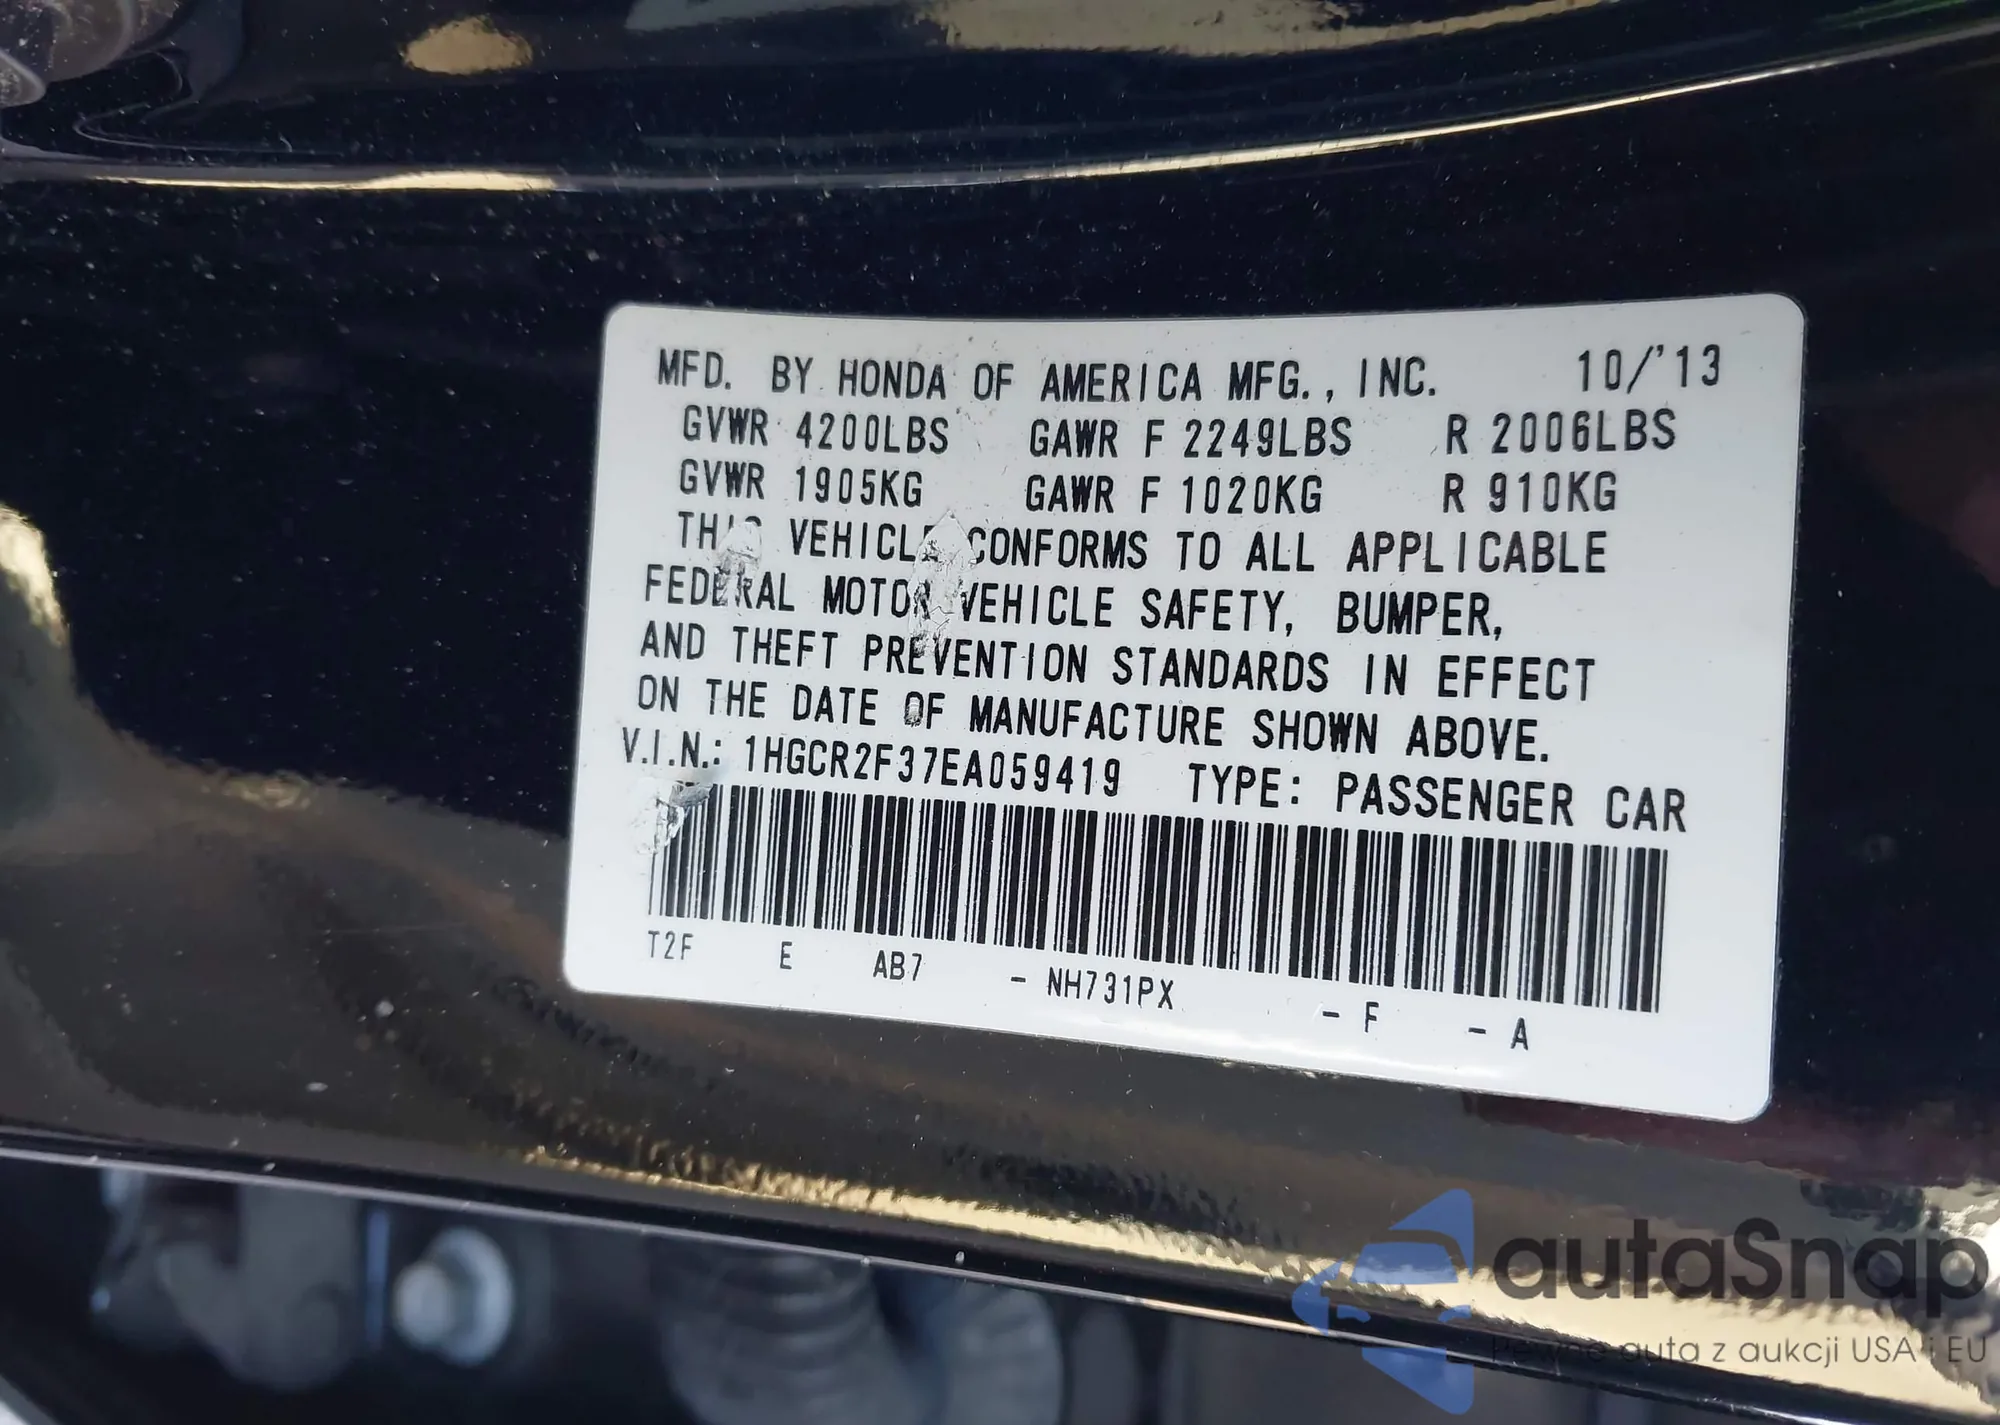 MFD. BY HONDA OF AMERICA MFG., INC. 10/'13
GVWR 4200LBS GAWR F 2249LBS R 2006LBS
GVWR 1905KG GAWR F 1020KG R 910KG
THIS VEHICLE CONFORMS TO ALL APPLICABLE
FEDERAL MOTOR VEHICLE SAFETY, BUMPER,
AND THEFT PREVENTION STANDARDS IN EFFECT
ON THE DATE OF MANUFACTURE SHOWN ABOVE.
V.I.N.: 1HGCR2F37EA059419 TYPE: PASSENGER CAR
T2F E AB7 - NH731PX - F - A
autaSnap
Pewne auta z aukcji USA i EU